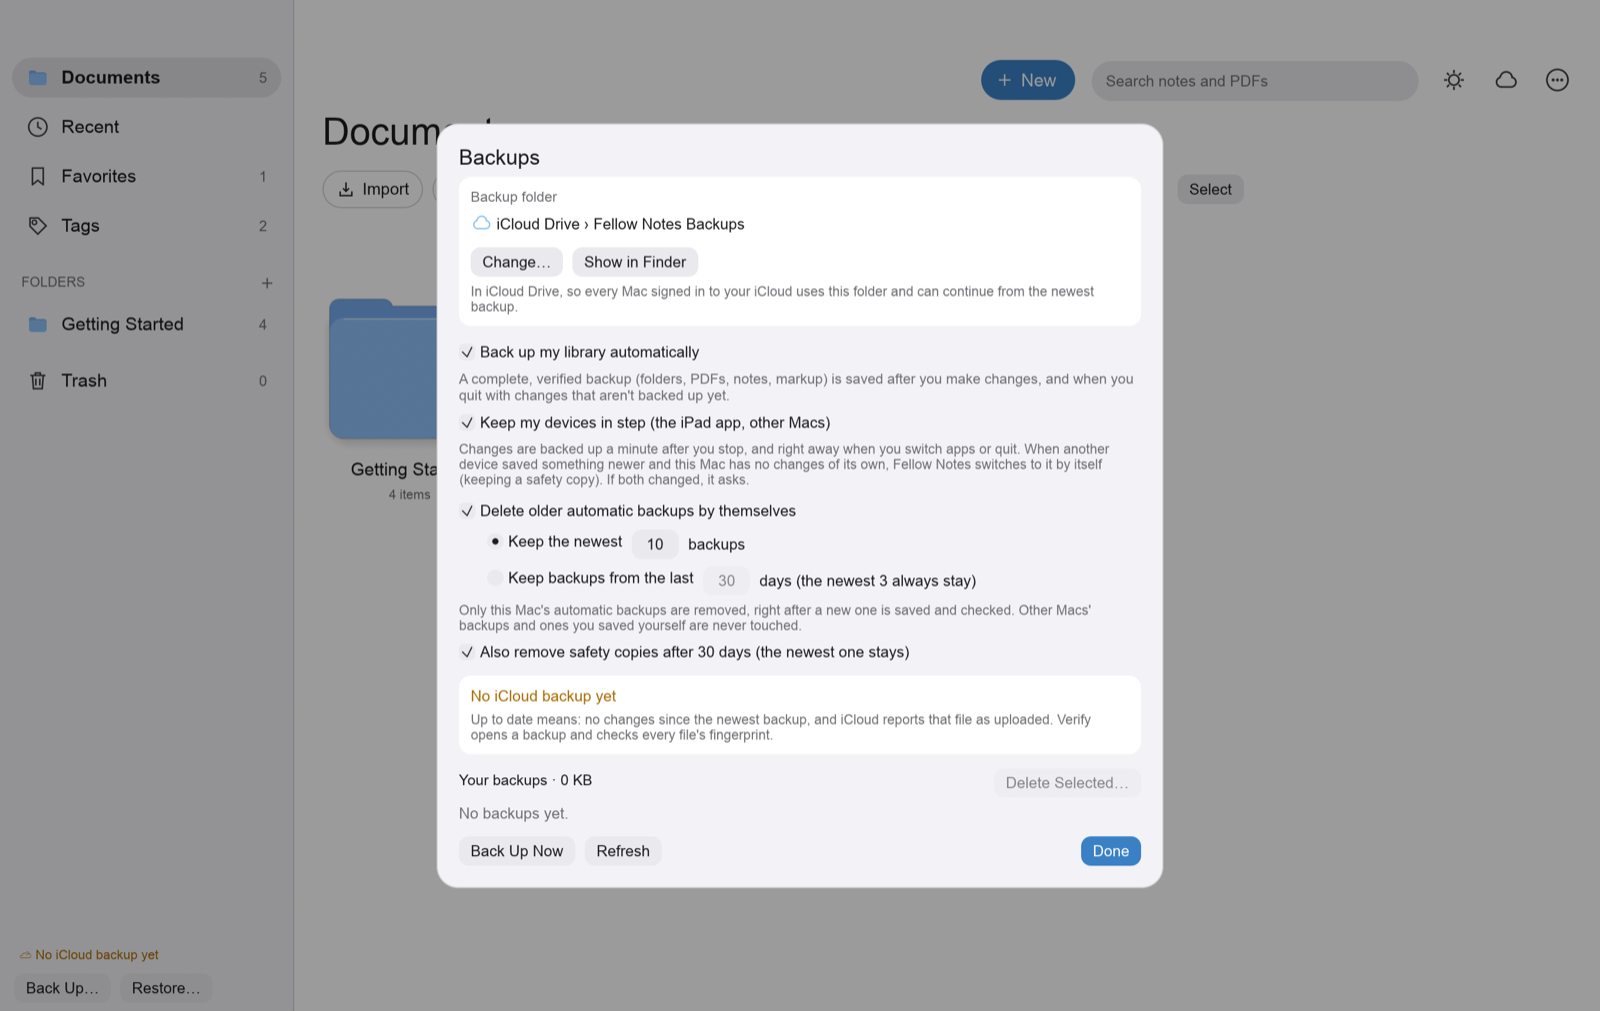 Documents 5
Recent
Favorites 1
Tags 2
FOLDERS +
Getting Started 4
Trash 0
No iCloud backup yet
Back Up…
Restore…
+ New
Search notes and PDFs
Import
Select
Getting Sta
4 items
Backups
Backup folder
iCloud Drive › Fellow Notes Backups
Change…
Show in Finder
In iCloud Drive, so every Mac signed in to your iCloud uses this folder and can continue from the newest
backup.
Back up my library automatically
A complete, verified backup (folders, PDFs, notes, markup) is saved after you make changes, and when you
quit with changes that aren't backed up yet.
Keep my devices in step (the iPad app, other Macs)
Changes are backed up a minute after you stop, and right away when you switch apps or quit. When another
device saved something newer and this Mac has no changes of its own, Fellow Notes switches to it by itself
(keeping a safety copy). If both changed, it asks.
Delete older automatic backups by themselves
Keep the newest 10 backups
Keep backups from the last 30 days (the newest 3 always stay)
Only this Mac's automatic backups are removed, right after a new one is saved and checked. Other Macs'
backups and ones you saved yourself are never touched.
Also remove safety copies after 30 days (the newest one stays)
No iCloud backup yet
Up to date means: no changes since the newest backup, and iCloud reports that file as uploaded. Verify
opens a backup and checks every file's fingerprint.
Your backups · 0 KB
Delete Selected…
No backups yet.
Back Up Now
Refresh
Done